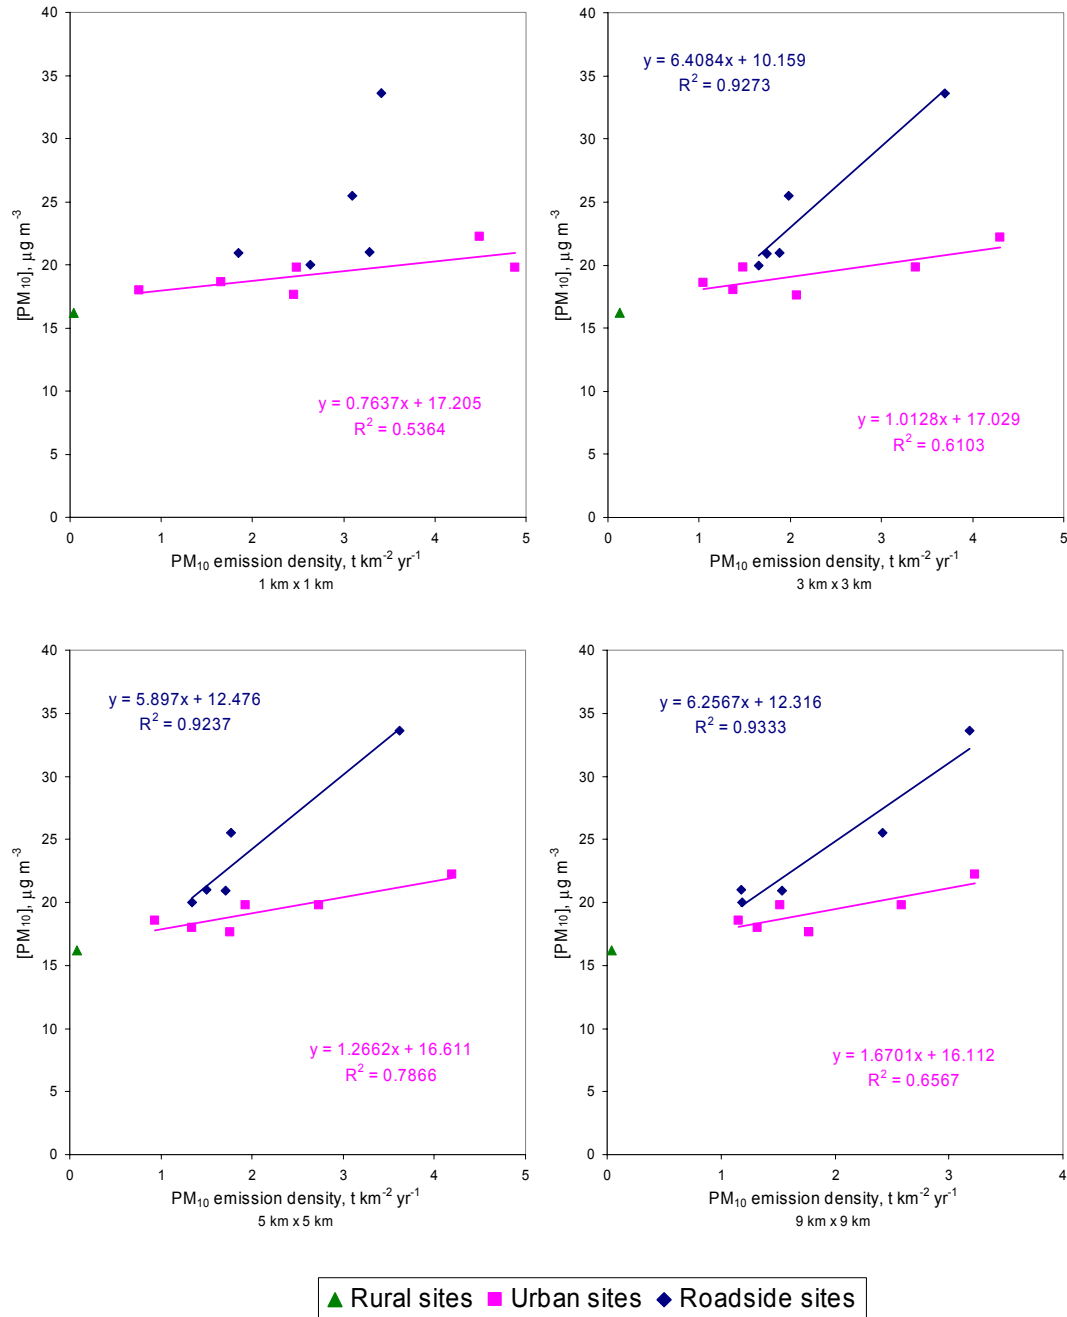 40
35
30
25
20
15
10
5
0
[PM₁₀], μg m⁻³
y = 0.7637x + 17.205
R² = 0.5364
0 1 2 3 4 5
PM₁₀ emission density, t km⁻² yr⁻¹
1 km x 1 km
40
35
30
25
20
15
10
5
0
[PM₁₀], μg m⁻³
y = 6.4084x + 10.159
R² = 0.9273
y = 1.0128x + 17.029
R² = 0.6103
0 1 2 3 4 5
PM₁₀ emission density, t km⁻² yr⁻¹
3 km x 3 km
40
35
30
25
20
15
10
5
0
[PM₁₀], μg m⁻³
y = 5.897x + 12.476
R² = 0.9237
y = 1.2662x + 16.611
R² = 0.7866
0 1 2 3 4 5
PM₁₀ emission density, t km⁻² yr⁻¹
5 km x 5 km
40
35
30
25
20
15
10
5
0
[PM₁₀], μg m⁻³
y = 6.2567x + 12.316
R² = 0.9333
y = 1.6701x + 16.112
R² = 0.6567
0 1 2 3 4
PM₁₀ emission density, t km⁻² yr⁻¹
9 km x 9 km
Rural sites Urban sites Roadside sites